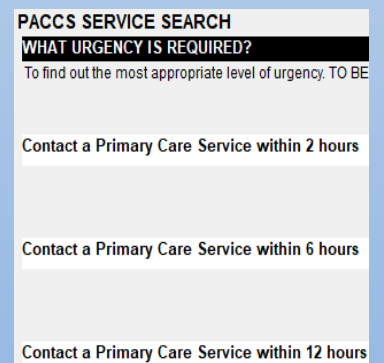 PACCS SERVICE SEARCH
WHAT URGENCY IS REQUIRED?
To find out the most appropriate level of urgency. TO BE
Contact a Primary Care Service within 2 hours
Contact a Primary Care Service within 6 hours
Contact a Primary Care Service within 12 hours